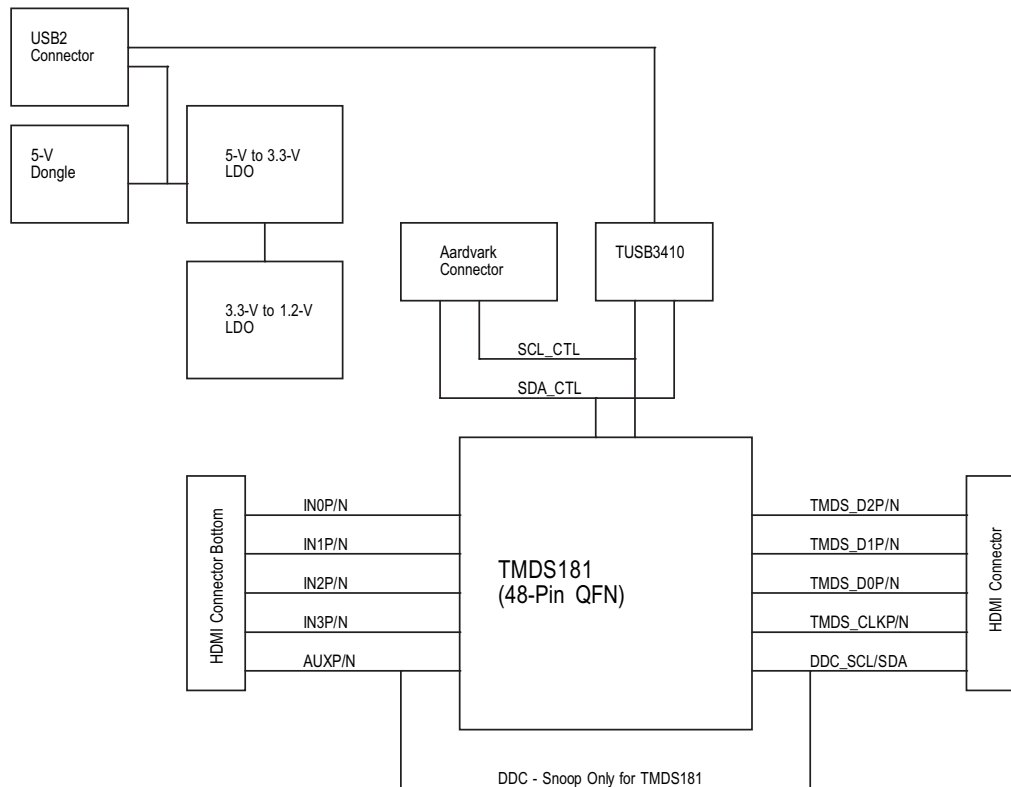 USB2
Connector
5-V
Dongle
5-V to 3.3-V
LDO
3.3-V to 1.2-V
LDO
Aardvark
Connector
TUSB3410
SCL_CTL
SDA_CTL
HDMI Connector Bottom
IN0P/N
IN1P/N
IN2P/N
IN3P/N
AUXP/N
TMDS181
(48-Pin QFN)
TMDS_D2P/N
TMDS_D1P/N
TMDS_D0P/N
TMDS_CLKP/N
DDC_SCL/SDA
HDMI Connector
DDC - Snoop Only for TMDS181